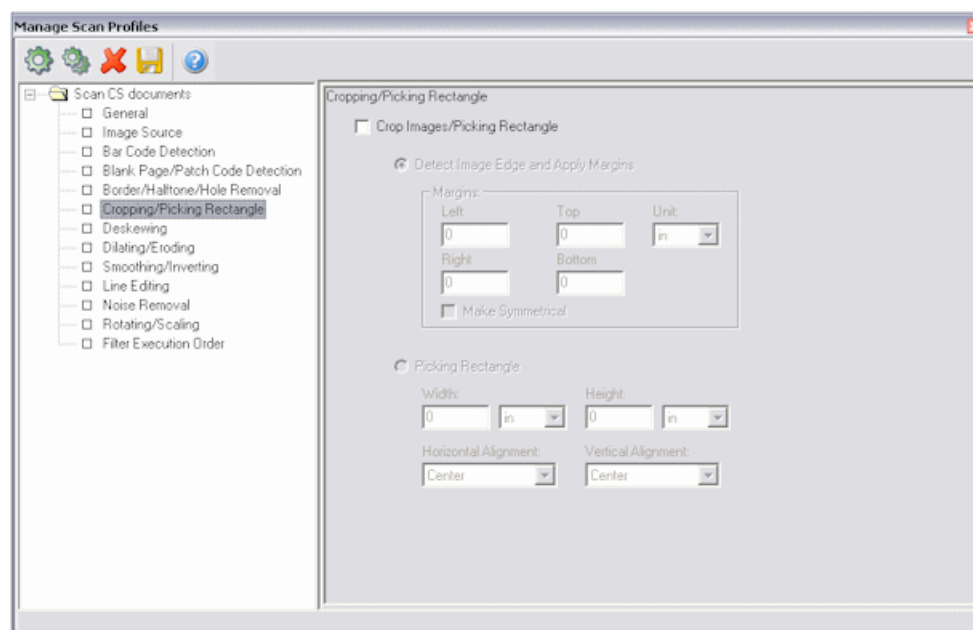 Manage Scan Profiles
Scan CS documents
General
Image Source
Bar Code Detection
Blank Page/Patch Code Detection
Border/Halftone/Hole Removal
Cropping/Picking Rectangle
Deskewing
Dilating/Eroding
Smoothing/Inverting
Line Editing
Noise Removal
Rotating/Scaling
Filter Execution Order
Cropping/Picking Rectangle
Crop Images/Picking Rectangle
Detect Image Edge and Apply Margins
Margins:
Left Top Unit:
0 0 in
Right Bottom
0 0
Make Symmetrical
Picking Rectangle
Width: Height:
0 in 0 in
Horizontal Alignment: Vertical Alignment:
Center Center